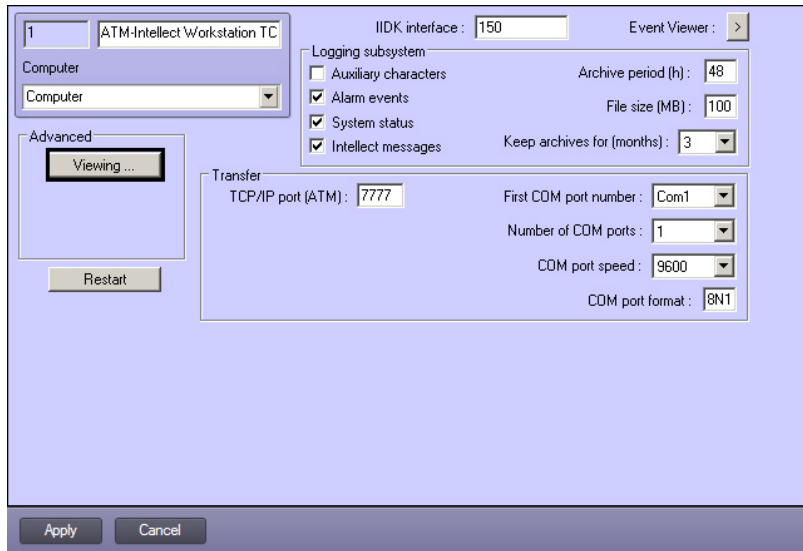 1 ATM-Intellect Workstation TC
Computer
Computer
IIDK interface : 150
Event Viewer : >
Logging subsystem
Auxiliary characters
Alarm events
System status
Intellect messages
Archive period (h) : 48
File size (MB) : 100
Keep archives for (months) : 3
Advanced
Viewing ...
Restart
Transfer
TCP/IP port (ATM) : 7777
First COM port number : Com1
Number of COM ports : 1
COM port speed : 9600
COM port format : 8N1
Apply Cancel